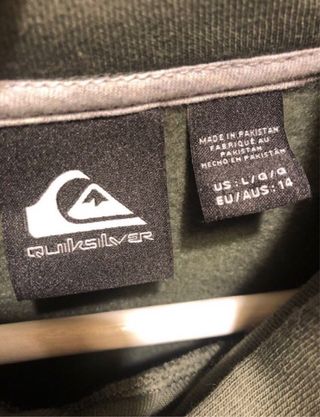 QUIKSILVER
MADE IN PAKISTAN
FABRIQUÉ AU
PAKISTAN
HECHO EN PAKISTAN
US: L/G/G
EU/AUS: 14